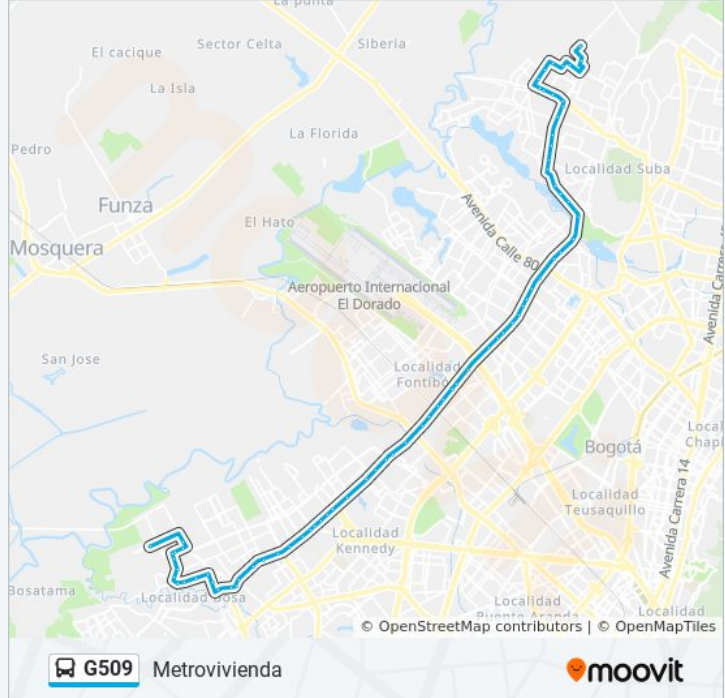 La punta
El cacique
Sector Celta
Siberia
La Isla
La Florida
Pedro
Localidad Suba
Funza
El Hato
Avenida Calle 80
Mosquera
Aeropuerto Internacional
El Dorado
Avenida Carrera
San Jose
Localidad
Fontibó
Local
Chapi
Bogotá
Localidad
Teusaquillo
Avenida Carrera 14
Localidad
Kennedy
Bosatama
Localidad Bosa
Localidad
Puente Aranda
Localidad
© OpenStreetMap contributors | © OpenMapTiles
G509 Metrovivienda
moovit